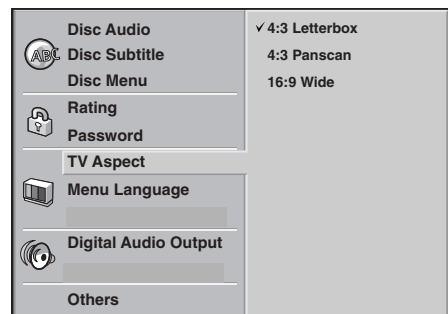 Disc Audio
ABC
Disc Subtitle
Disc Menu
Rating
Password
TV Aspect
Menu Language
Digital Audio Output
Others
✓ 4:3 Letterbox
4:3 Panscan
16:9 Wide